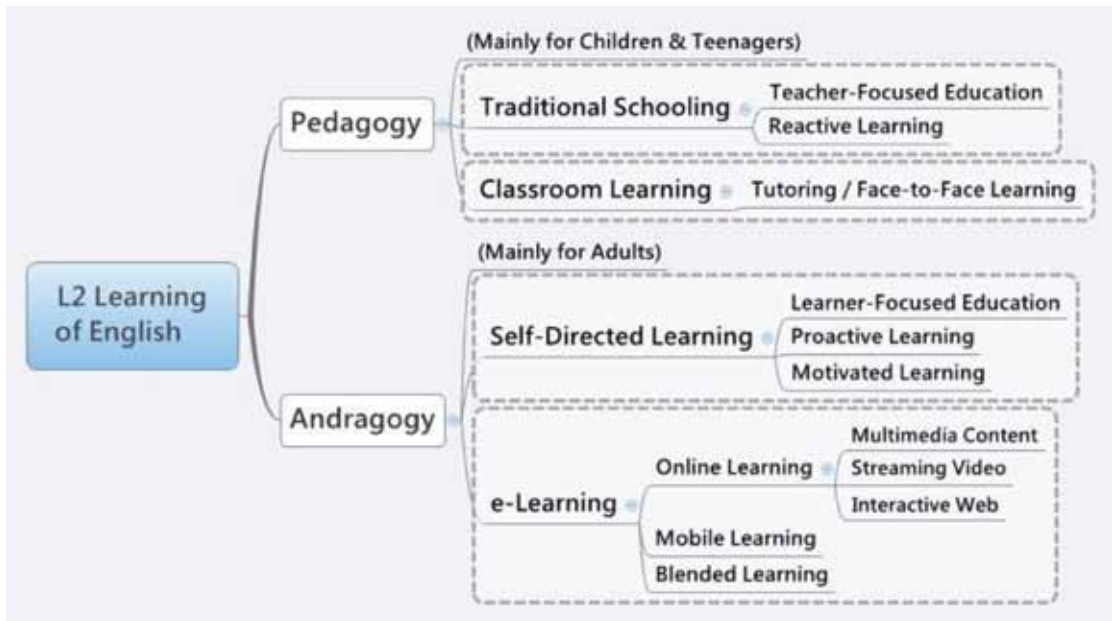 L2 Learning
of English
Pedagogy
(Mainly for Children & Teenagers)
Traditional Schooling
Teacher-Focused Education
Reactive Learning
Classroom Learning
Tutoring / Face-to-Face Learning
Andragogy
(Mainly for Adults)
Self-Directed Learning
Learner-Focused Education
Proactive Learning
Motivated Learning
e-Learning
Online Learning
Multimedia Content
Streaming Video
Interactive Web
Mobile Learning
Blended Learning